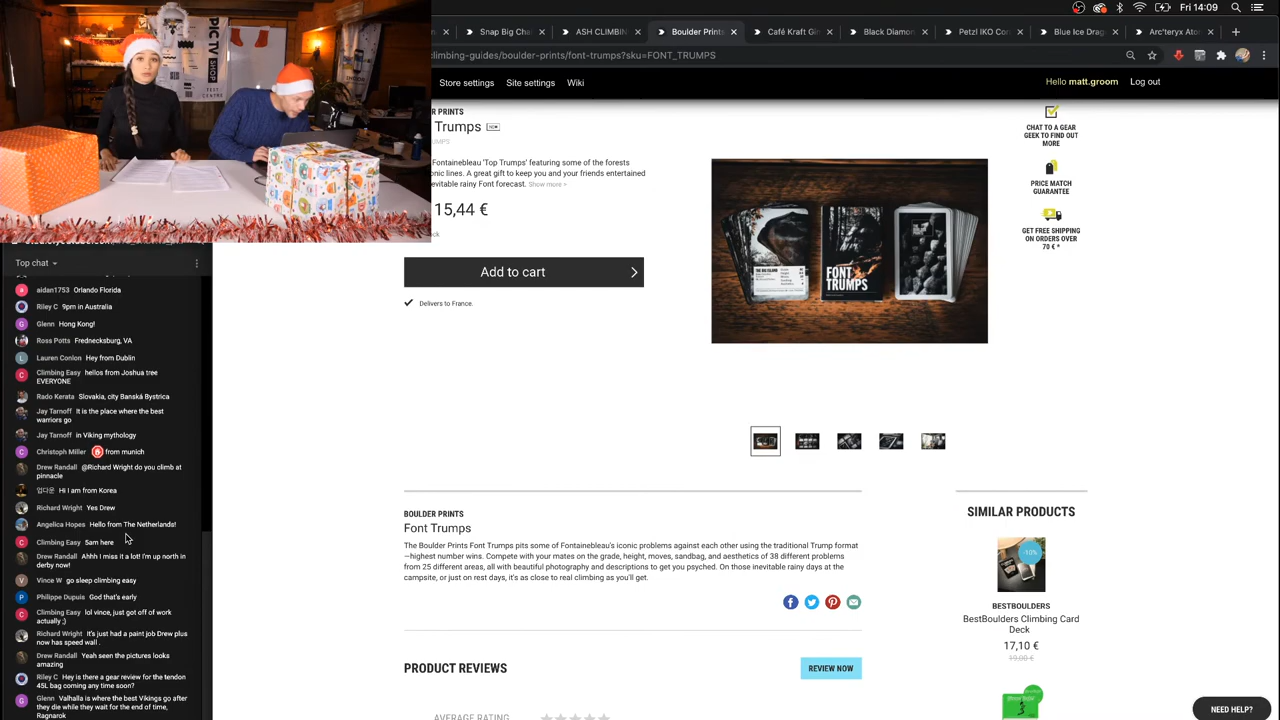 PIC TV
SHOP
TEST
CENTRE
Snap Big Cha
ASH CLIMBIN
Boulder Prints
Café Kraft G
Black Diamon
Petzl IKO Cor
Blue Ice Drag
Arc'teryx Ato
climbing-guides/boulder-prints/font-trumps?sku=FONT_TRUMPS
Store settings
Site settings
Wiki
Hello matt.groom
Log out
R PRINTS
Trumps
UMPS
Fontainebleau 'Top Trumps' featuring some of the forests
onic lines. A great gift to keep you and your friends entertained
evitable rainy Font forecast. Show more >
15,44 €
ck
Add to cart
Delivers to France.
FONT
TRUMPS
CHAT TO A GEAR
GEEK TO FIND OUT
MORE
PRICE MATCH
GUARANTEE
GET FREE SHIPPING
ON ORDERS OVER
70 € *
Top chat
aidan1753 Orlando Florida
Riley C 9pm in Australia
Glenn Hong Kong!
Ross Potts Frednecksburg, VA
Lauren Conlon Hey from Dublin
Climbing Easy hellos from Joshua tree
EVERYONE
Rado Kerata Slovakia, city Banská Bystrica
Jay Tarnoff It is the place where the best
warriors go
Jay Tarnoff in Viking mythology
Christoph Miller from munich
Drew Randall @Richard Wright do you climb at
pinnacle
업다운 Hi I am from Korea
Richard Wright Yes Drew
Angelica Hopes Hello from The Netherlands!
Climbing Easy 5am here
Drew Randall Ahhh I miss it a lot! I'm up north in
derby now!
Vince W go sleep climbing easy
Philippe Dupuis God that's early
Climbing Easy lol vince, just got off of work
actually ;)
Richard Wright It's just had a paint job Drew plus
now has speed wall .
Drew Randall Yeah seen the pictures looks
amazing
Riley C Hey is there a gear review for the tendon
45L bag coming any time soon?
Glenn Valhalla is where the best Vikings go after
they die while they wait for the end of time,
Ragnarok
BOULDER PRINTS
Font Trumps
The Boulder Prints Font Trumps pits some of Fontainebleau's iconic problems against each other using the traditional Trump format
—highest number wins. Compete with your mates on the grade, height, moves, sandbag, and aesthetics of 38 different problems
from 25 different areas, all with beautiful photography and descriptions to get you psyched. On those inevitable rainy days at the
campsite, or just on rest days, it's as close to real climbing as you'll get.
PRODUCT REVIEWS
REVIEW NOW
AVERAGE RATING
SIMILAR PRODUCTS
-10%
BESTBOULDERS
BestBoulders Climbing Card
Deck
17,10 €
19,00 €
NEED HELP?